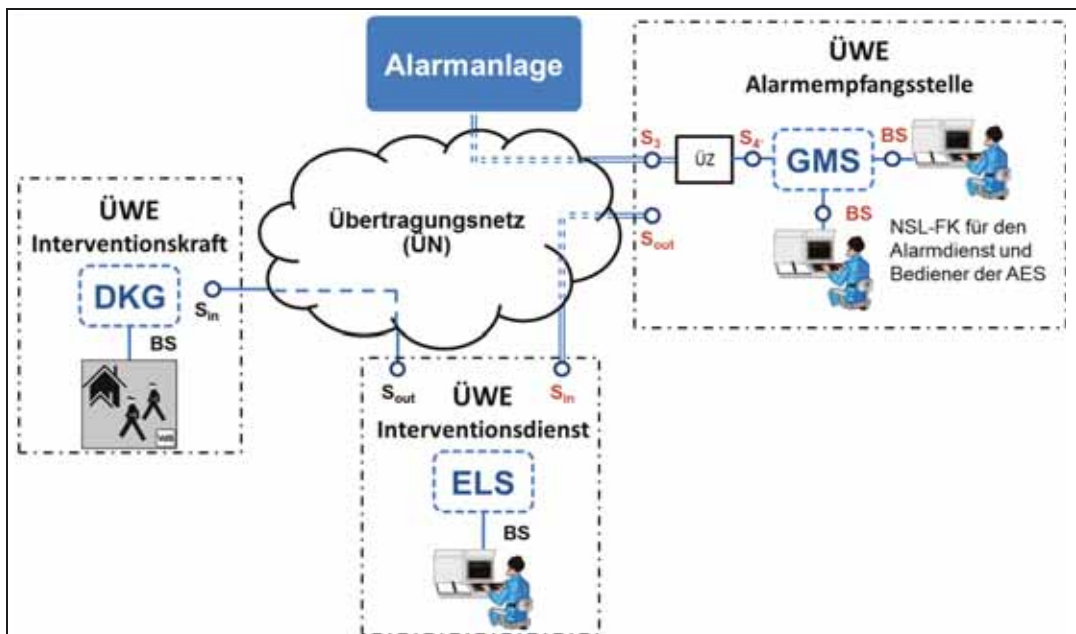 Alarmanlage
ÜWE
Alarmempfangsstelle
S3
ÜZ
S4'
GMS
BS
BS
NSL-FK für den
Alarmdienst und
Bediener der AES
Sout
Übertragungsnetz
(ÜN)
ÜWE
Interventionskraft
DKG
Sin
BS
VdS
Sout
Sin
ÜWE
Interventionsdienst
ELS
BS